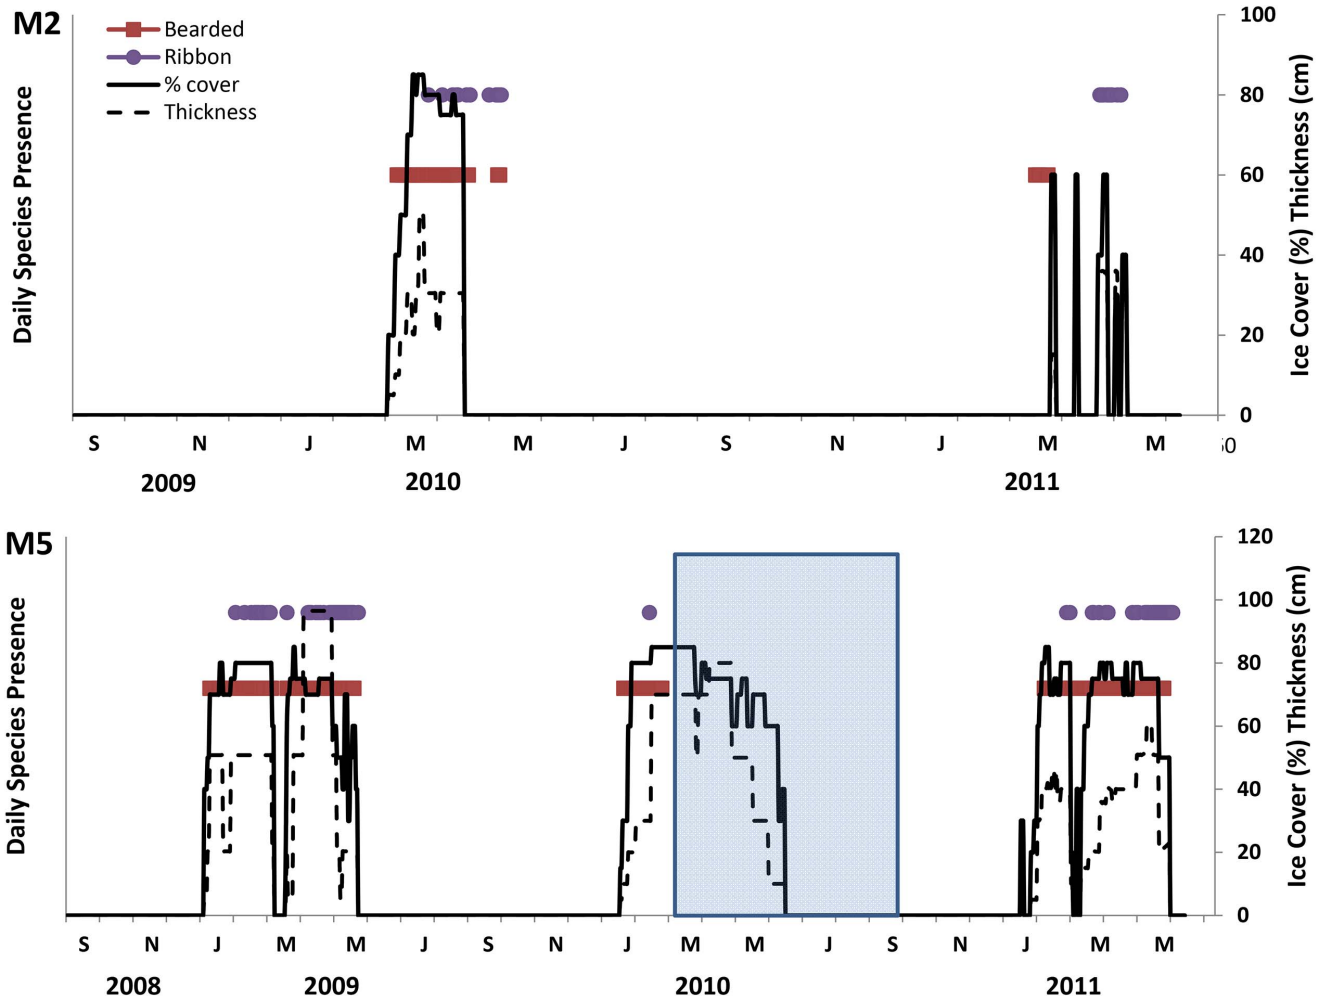 M2
Bearded
Ribbon
% cover
Thickness
Daily Species Presence
Ice Cover (%) Thickness (cm)
100
80
60
40
20
0
S N J M M J S N J M M
2009 2010 2011
M5
Daily Species Presence
Ice Cover (%) Thickness (cm)
120
100
80
60
40
20
0
S N J M M J S N J M M J S N J M M
2008 2009 2010 2011